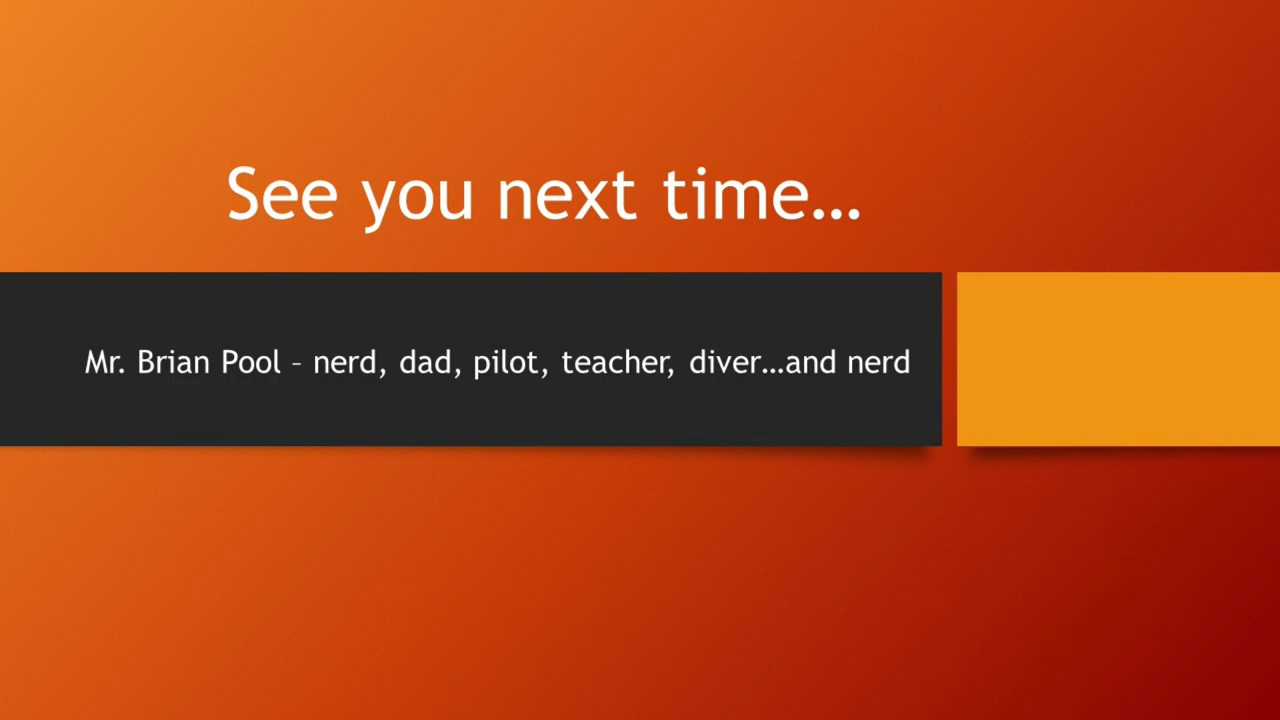 See you next time…
Mr. Brian Pool – nerd, dad, pilot, teacher, diver…and nerd